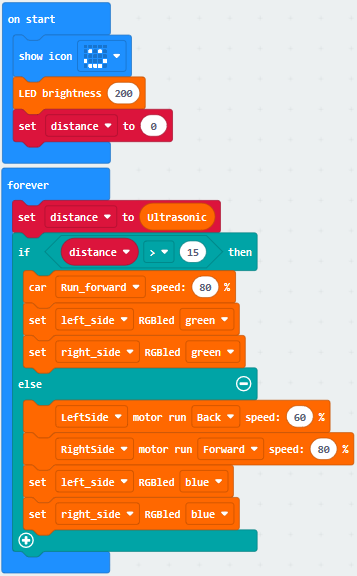 on start
show icon
LED brightness 200
set distance to 0
forever
set distance to Ultrasonic
if distance > 15 then
car Run_forward speed: 80 %
set left_side RGBled green
set right_side RGBled green
else
LeftSide motor run Back speed: 60 %
RightSide motor run Forward speed: 80 %
set left_side RGBled blue
set right_side RGBled blue